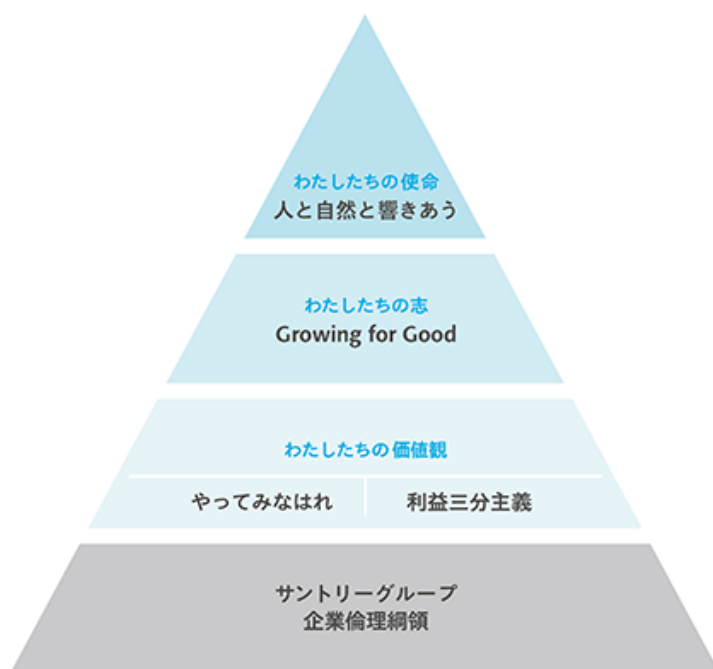 わたしたちの使命
人と自然と響きあう
わたしたちの志
Growing for Good
わたしたちの価値観
やってみなはれ
利益三分主義
サントリーグループ
企業倫理綱領